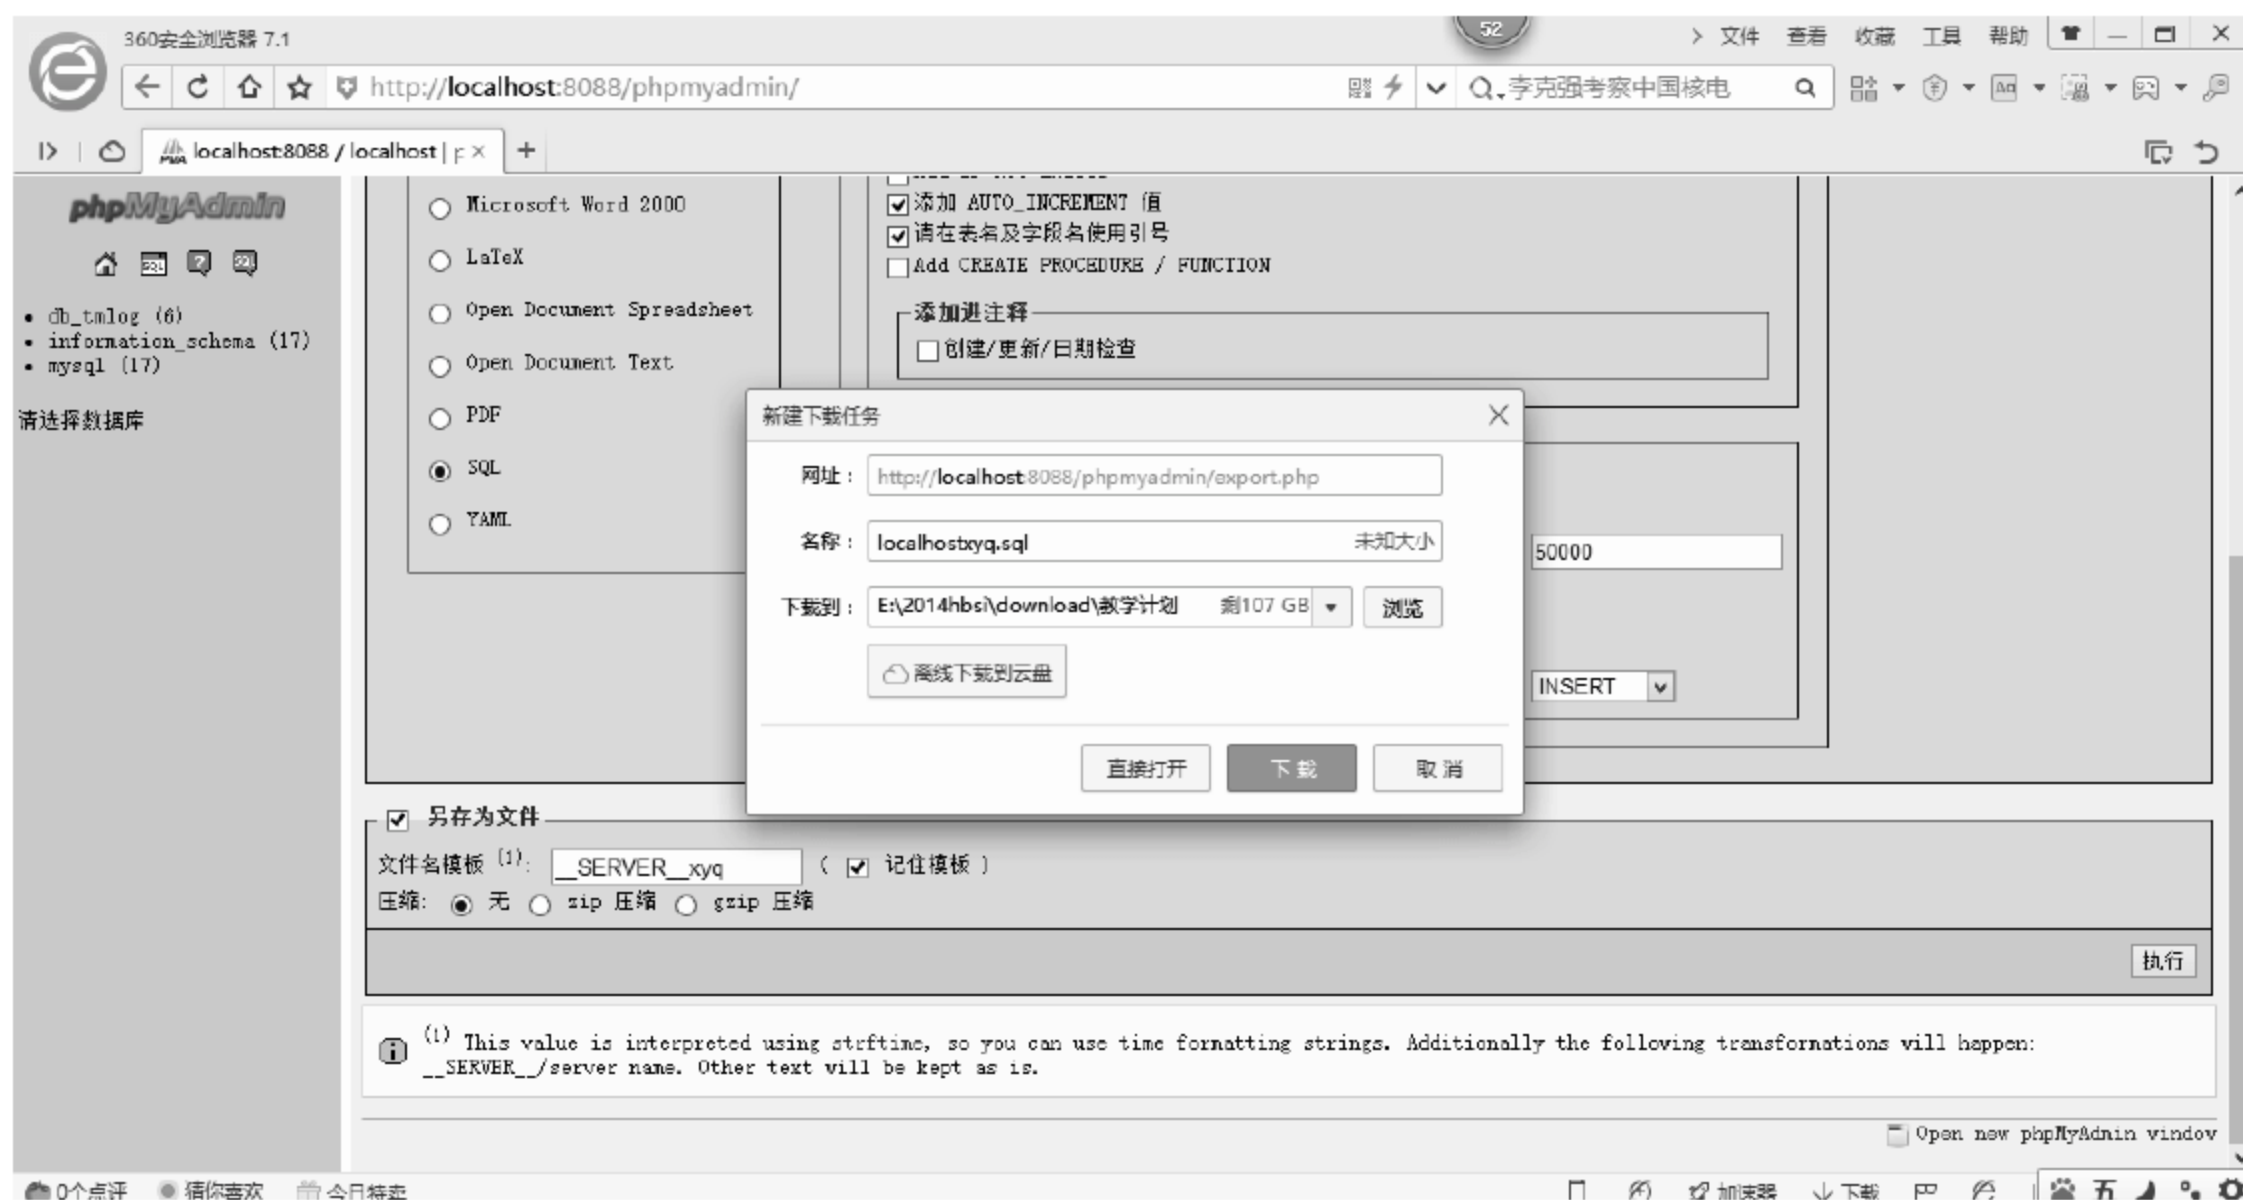 52
360安全浏览器 7.1
文件 查看 收藏 工具 帮助
http://localhost:8088/phpmyadmin/
李克强考察中国核电
localhost:8088 / localhost | p
phpMyAdmin
db_tmlog (6)
information_schema (17)
mysql (17)
请选择数据库
Microsoft Word 2000
LaTeX
Open Document Spreadsheet
Open Document Text
PDF
SQL
YAML
添加 AUTO_INCREMENT 值
请在表名及字段名使用引号
Add CREATE PROCEDURE / FUNCTION
添加进注释
创建/更新/日期检查
新建下载任务
网址: http://localhost:8088/phpmyadmin/export.php
名称: localhostxyq.sql 未知大小
下载到: E:\2014hbsi\download\教学计划 剩107 GB 浏览
离线下载到云盘
直接打开 下载 取消
50000
INSERT
另存为文件
文件名模板 (1): __SERVER__xyq ( 记住模板 )
压缩: 无 zip 压缩 gzip 压缩
执行
(1) This value is interpreted using strftime, so you can use time formatting strings. Additionally the following transformations will happen:
__SERVER__/server name. Other text will be kept as is.
Open new phpMyAdmin window
0个点评 猜你喜欢 今日特卖
加速器 下载
五